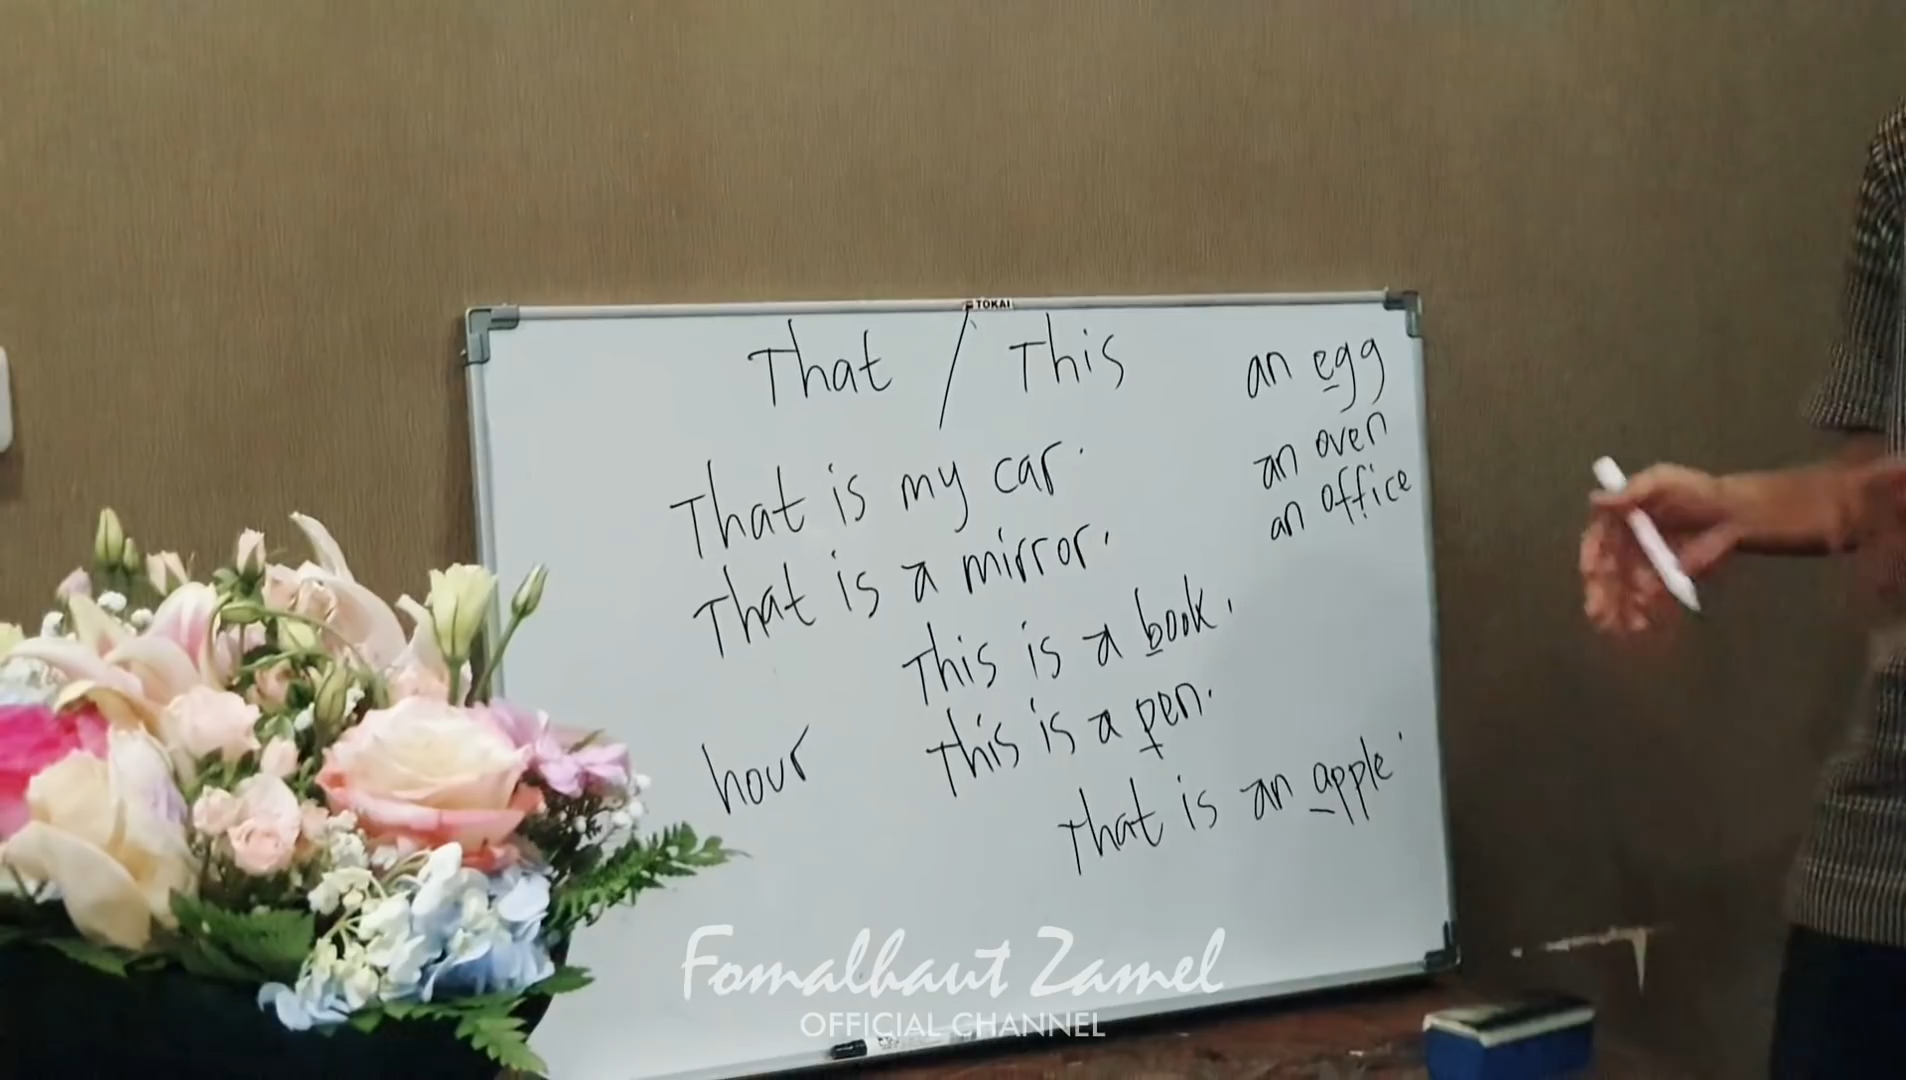 TOKAI
That / This
an egg
an oven
an office
That is my car.
That is a mirror.
This is a book.
This is a pen.
hour
That is an apple.
Fomalhaut Zamel
OFFICIAL CHANNEL